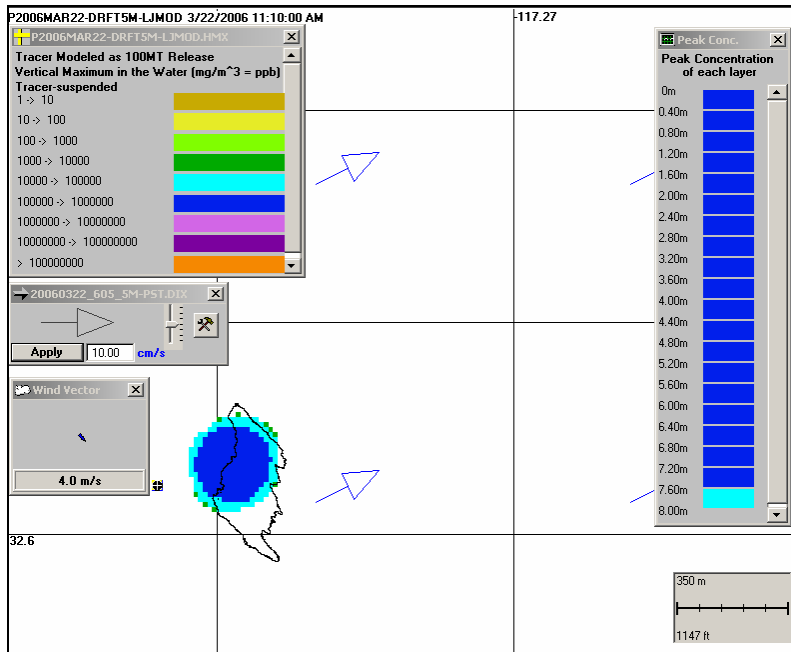 P2006MAR22-DRFT5M-LJMOD 3/22/2006 11:10:00 AM
-117.27
P2006MAR22-DRFT5M-LJMOD.HMX
Tracer Modeled as 100MT Release
Vertical Maximum in the Water (mg/m^3 = ppb)
Tracer-suspended
1 -> 10
10 -> 100
100 -> 1000
1000 -> 10000
10000 -> 100000
100000 -> 1000000
1000000 -> 10000000
10000000 -> 100000000
> 100000000
20060322_605_5M-PST.DIX
Apply 10.00 cm/s
Wind Vector
4.0 m/s
32.6
Peak Conc.
Peak Concentration
of each layer
0m
0.40m
0.80m
1.20m
1.60m
2.00m
2.40m
2.80m
3.20m
3.60m
4.00m
4.40m
4.80m
5.20m
5.60m
6.00m
6.40m
6.80m
7.20m
7.60m
8.00m
350 m
1147 ft